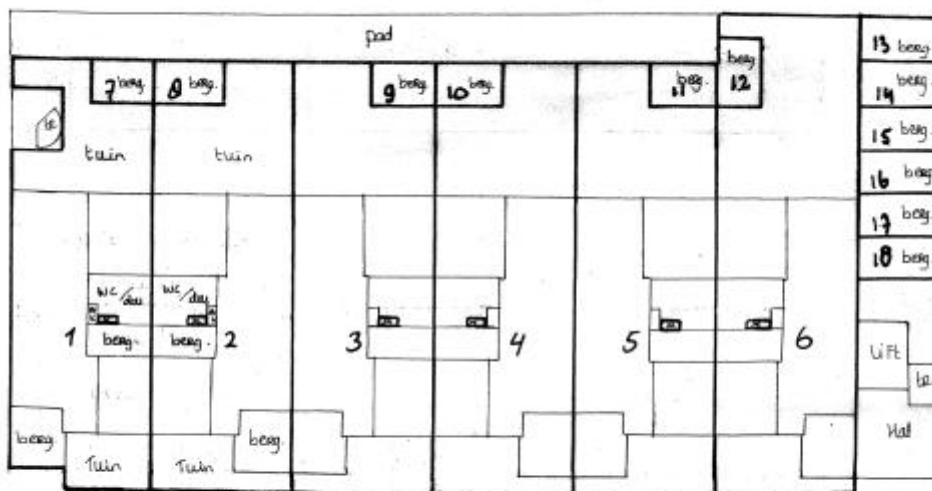 pad
berg.
13 berg
7 berg.
8 berg.
9 berg.
10 berg.
11 berg.
12
14 berg.
15 berg.
tuin
tuin
16 berg.
17 berg.
18 berg.
wc/dou
wc/dou
1
berg.
berg.
2
3
4
5
6
Lift
berg.
berg.
Hal
Tuin
Tuin